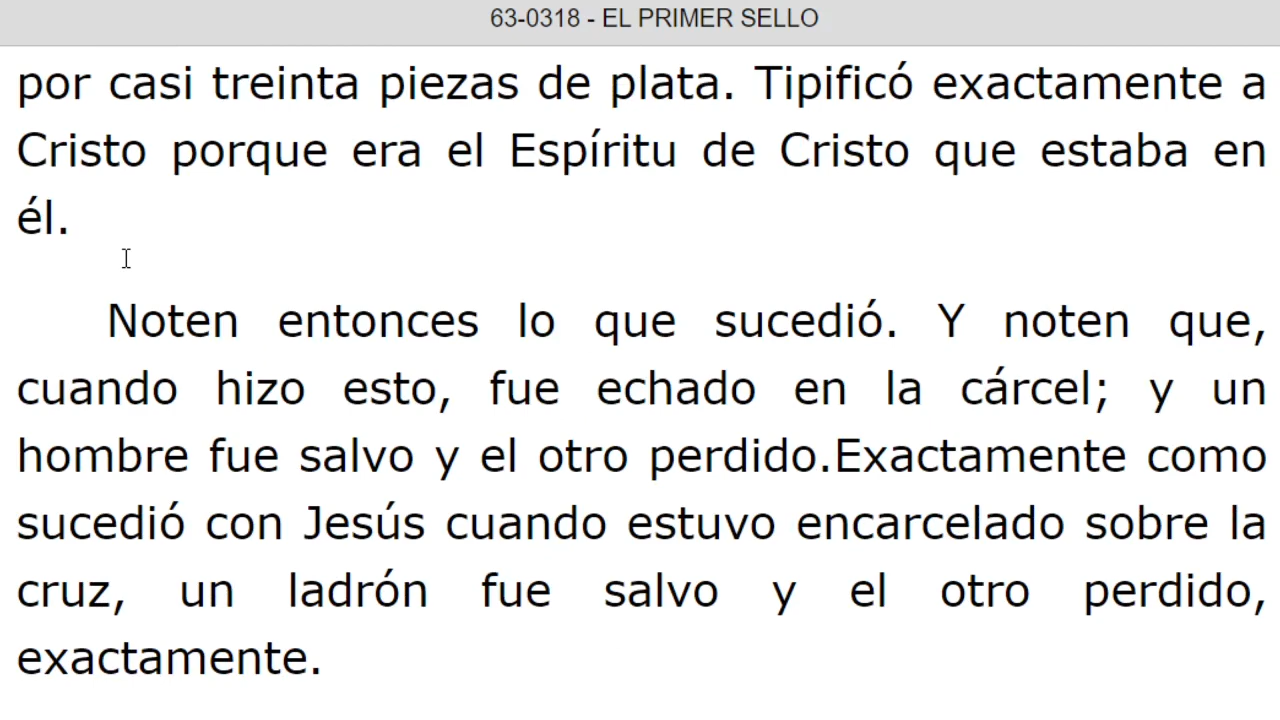 63-0318 - EL PRIMER SELLO
por casi treinta piezas de plata. Tipificó exactamente a
Cristo porque era el Espíritu de Cristo que estaba en
él.
Noten entonces lo que sucedió. Y noten que,
cuando hizo esto, fue echado en la cárcel; y un
hombre fue salvo y el otro perdido.Exactamente como
sucedió con Jesús cuando estuvo encarcelado sobre la
cruz, un ladrón fue salvo y el otro perdido,
exactamente.